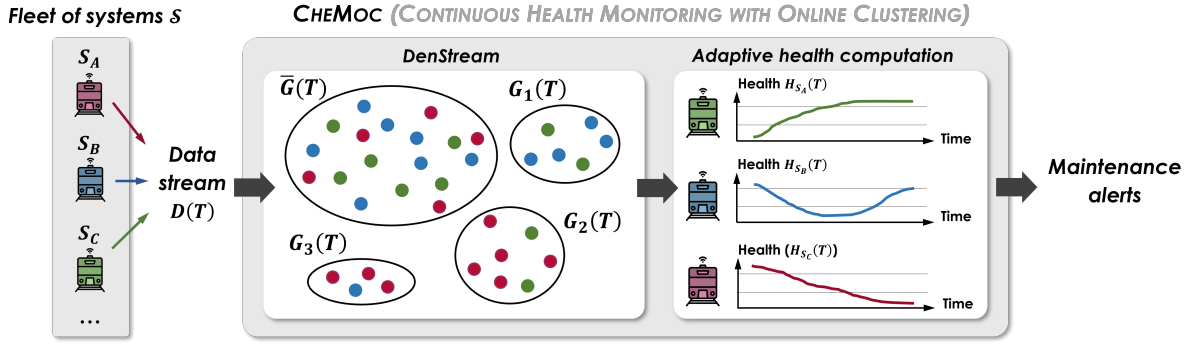 Fleet of systems 𝒮
CHEMOC (CONTINUOUS HEALTH MONITORING WITH ONLINE CLUSTERING)
S_A
S_B
S_C
...
Data
stream
D(T)
DenStream
G̅(T)
G_1(T)
G_2(T)
G_3(T)
Adaptive health computation
Health H_{S_A}(T)
Time
Health H_{S_B}(T)
Time
Health (H_{S_C}(T))
Time
Maintenance
alerts